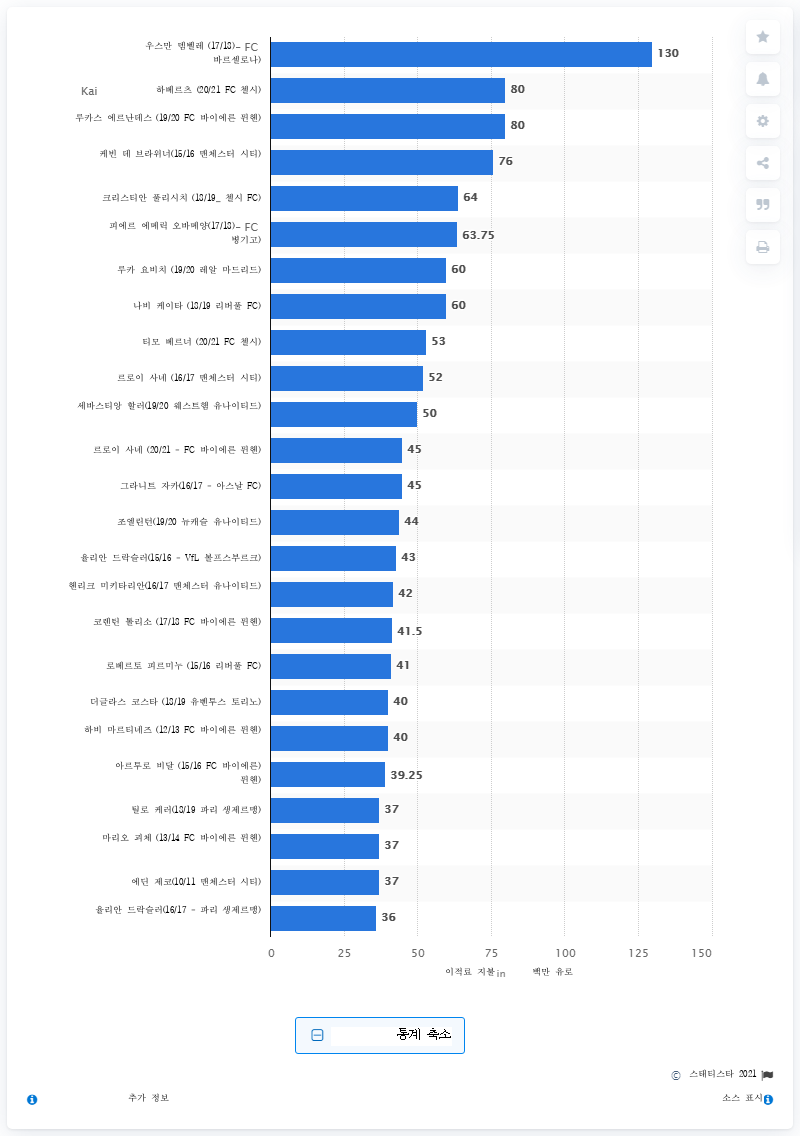 우스만 뎀벨레 (17/18)- FC
바르셀로나)
130
Kai 하베르츠 (20/21 FC 첼시)
80
루카스 에르난데스 (19/20 FC 바이에른 뮌헨)
80
케빈 데 브라위너(15/16 맨체스터 시티)
76
크리스티안 풀리시치 (18/19_ 첼시 FC)
64
피에르 에메릭 오바메양(17/18)- FC
병기고)
63.75
루카 요비치 (19/20 레알 마드리드)
60
나비 케이타 (18/19 리버풀 FC)
60
티모 베르너 (20/21 FC 첼시)
53
르로이 사네 (16/17 맨체스터 시티)
52
세바스티앙 할러(19/20 웨스트햄 유나이티드)
50
르로이 사네 (20/21 - FC 바이에른 뮌헨)
45
그라니트 자카(16/17 - 아스날 FC)
45
조엘린턴(19/20 뉴캐슬 유나이티드)
44
율리안 드락슬러(15/16 - VfL 볼프스부르크)
43
헨리크 미키타리안(16/17 맨체스터 유나이티드)
42
코렌틴 톨리소 (17/18 FC 바이에른 뮌헨)
41.5
로베르토 피르미누 (15/16 리버풀 FC)
41
더글라스 코스타 (18/19 유벤투스 토리노)
40
하비 마르티네즈 (12/13 FC 바이에른 뮌헨)
40
아르투로 비달 (15/16 FC 바이에른)
뮌헨)
39.25
틸로 케러(18/19 파리 생제르맹)
37
마리오 괴체 (13/14 FC 바이에른 뮌헨)
37
에딘 제코(10/11 맨체스터 시티)
37
율리안 드락슬러(16/17 - 파리 생제르맹)
36
0 25 50 75 100 125 150
이적료 지불in 백만 유로
통계 축소
© 스태티스타 2021
추가 정보
소스 표시